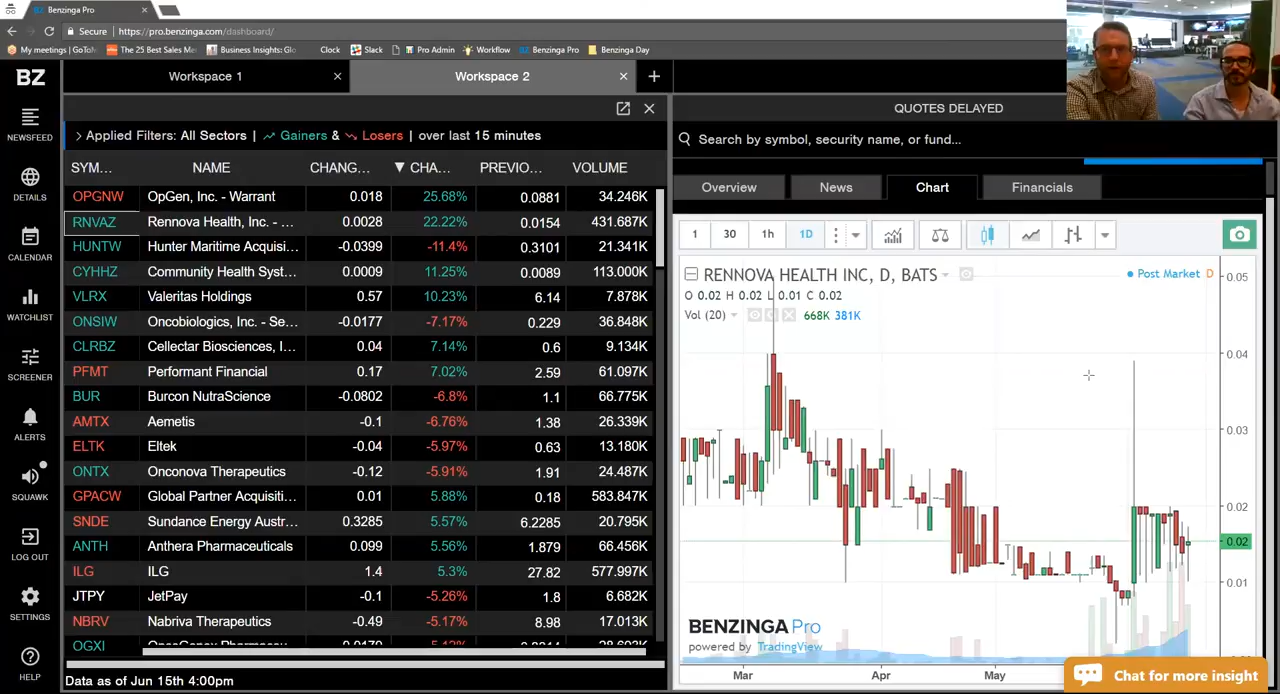 Benzinga Pro
Secure | https://pro.benzinga.com/dashboard/
My meetings | GoToM The 25 Best Sales Me Business Insights: Glo Clock Slack Pro Admin Workflow Benzinga Pro Benzinga Day
BZ
Workspace 1 Workspace 2 +
NEWSFEED
DETAILS
CALENDAR
WATCHLIST
SCREENER
ALERTS
SQUAWK
LOG OUT
SETTINGS
HELP
> Applied Filters: All Sectors | Gainers & Losers | over last 15 minutes
SYM... NAME CHANG... ▼ CHA... PREVIO... VOLUME
OPGNW OpGen, Inc. - Warrant 0.018 25.68% 0.0881 34.246K
RNVAZ Rennova Health, Inc. - ... 0.0028 22.22% 0.0154 431.687K
HUNTW Hunter Maritime Acquisi... -0.0399 -11.4% 0.3101 21.341K
CYHHZ Community Health Syst... 0.0009 11.25% 0.0089 113.000K
VLRX Valeritas Holdings 0.57 10.23% 6.14 7.878K
ONSIW Oncobiologics, Inc. - Se... -0.0177 -7.17% 0.229 36.848K
CLRBZ Cellectar Biosciences, I... 0.04 7.14% 0.6 9.134K
PFMT Performant Financial 0.17 7.02% 2.59 61.097K
BUR Burcon NutraScience -0.0802 -6.8% 1.1 66.775K
AMTX Aemetis -0.1 -6.76% 1.38 26.339K
ELTK Eltek -0.04 -5.97% 0.63 13.180K
ONTX Onconova Therapeutics -0.12 -5.91% 1.91 24.487K
GPACW Global Partner Acquisiti... 0.01 5.88% 0.18 583.847K
SNDE Sundance Energy Austr... 0.3285 5.57% 6.2285 20.795K
ANTH Anthera Pharmaceuticals 0.099 5.56% 1.879 66.456K
ILG ILG 1.4 5.3% 27.82 577.997K
JTPY JetPay -0.1 -5.26% 1.8 6.682K
NBRV Nabriva Therapeutics -0.49 -5.17% 8.98 17.013K
OGXI
Data as of Jun 15th 4:00pm
QUOTES DELAYED
Search by symbol, security name, or fund...
Overview News Chart Financials
1 30 1h 1D
RENNOVA HEALTH INC, D, BATS
Post Market D
O 0.02 H 0.02 L 0.01 C 0.02
Vol (20) 668K 381K
0.05
0.04
0.03
0.02
0.02
0.01
BENZINGA Pro
powered by TradingView
Mar Apr May
Chat for more insight